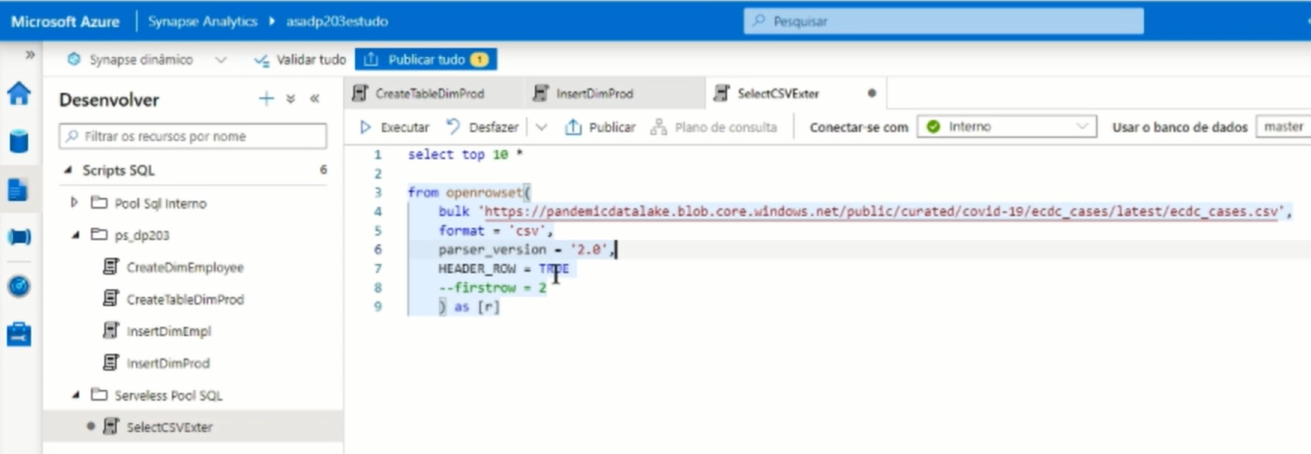 Microsoft Azure Synapse Analytics asadp203estudo Pesquisar
Synapse dinâmico Validar tudo Publicar tudo 1
Desenvolver
Filtrar os recursos por nome
Scripts SQL 6
Pool Sql Interno
ps_dp203
CreateDimEmployee
CreateTableDimProd
InsertDimEmpl
InsertDimProd
Serveless Pool SQL
SelectCSVExter
CreateTableDimProd InsertDimProd SelectCSVExter
Executar Desfazer Publicar Plano de consulta Conectar-se com Interno Usar o banco de dados master
1 select top 10 *
2
3 from openrowset(
4 bulk 'https://pandemicdatalake.blob.core.windows.net/public/curated/covid-19/ecdc_cases/latest/ecdc_cases.csv',
5 format = 'csv',
6 parser_version = '2.0',
7 HEADER_ROW = TRUE
8 --firstrow = 2
9 ) as [r]